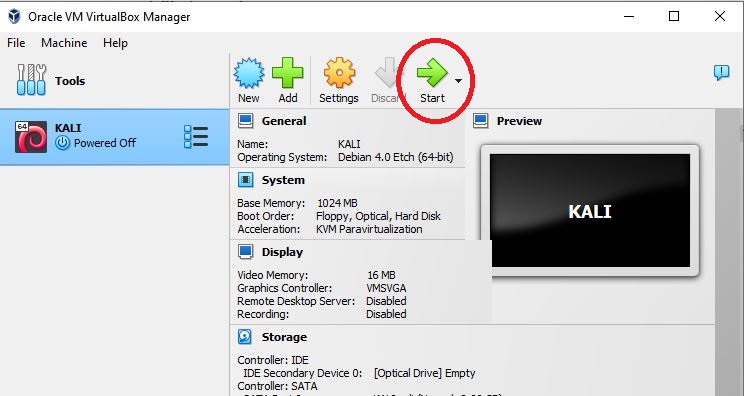 Oracle VM VirtualBox Manager
File Machine Help
Tools
New Add Settings Discard Start
64
KALI
Powered Off
General
Name: KALI
Operating System: Debian 4.0 Etch (64-bit)
System
Base Memory: 1024 MB
Boot Order: Floppy, Optical, Hard Disk
Acceleration: KVM Paravirtualization
Display
Video Memory: 16 MB
Graphics Controller: VMSVGA
Remote Desktop Server: Disabled
Recording: Disabled
Storage
Controller: IDE
IDE Secondary Device 0: [Optical Drive] Empty
Controller: SATA
Preview
KALI